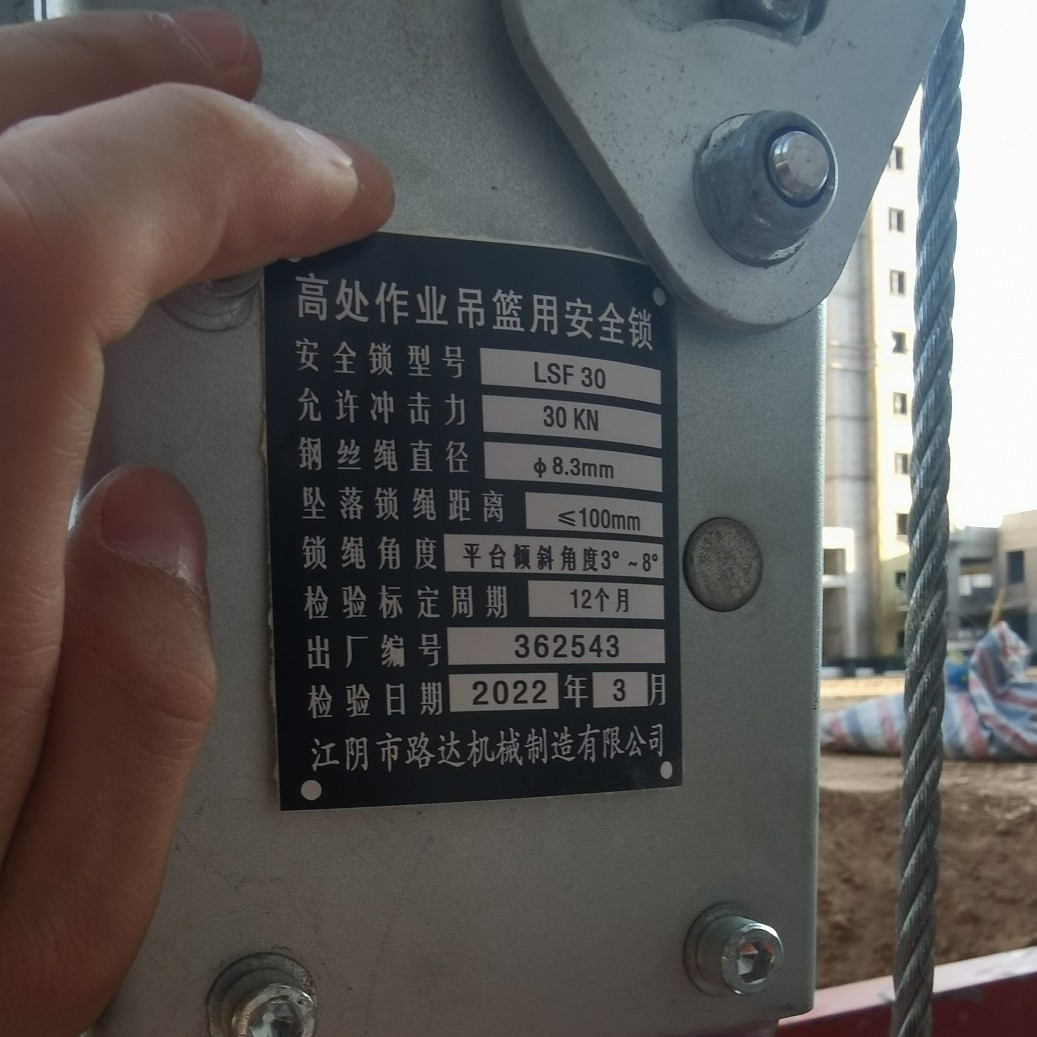 高处作业吊篮用安全锁
安全锁型号 LSF 30
允许冲击力 30 KN
钢丝绳直径 φ8.3mm
坠落锁绳距离 ≤100mm
锁绳角度 平台倾斜角度3°~8°
检验标定周期 12个月
出厂编号 362543
检验日期 2022 年 3 月
江阴市路达机械制造有限公司